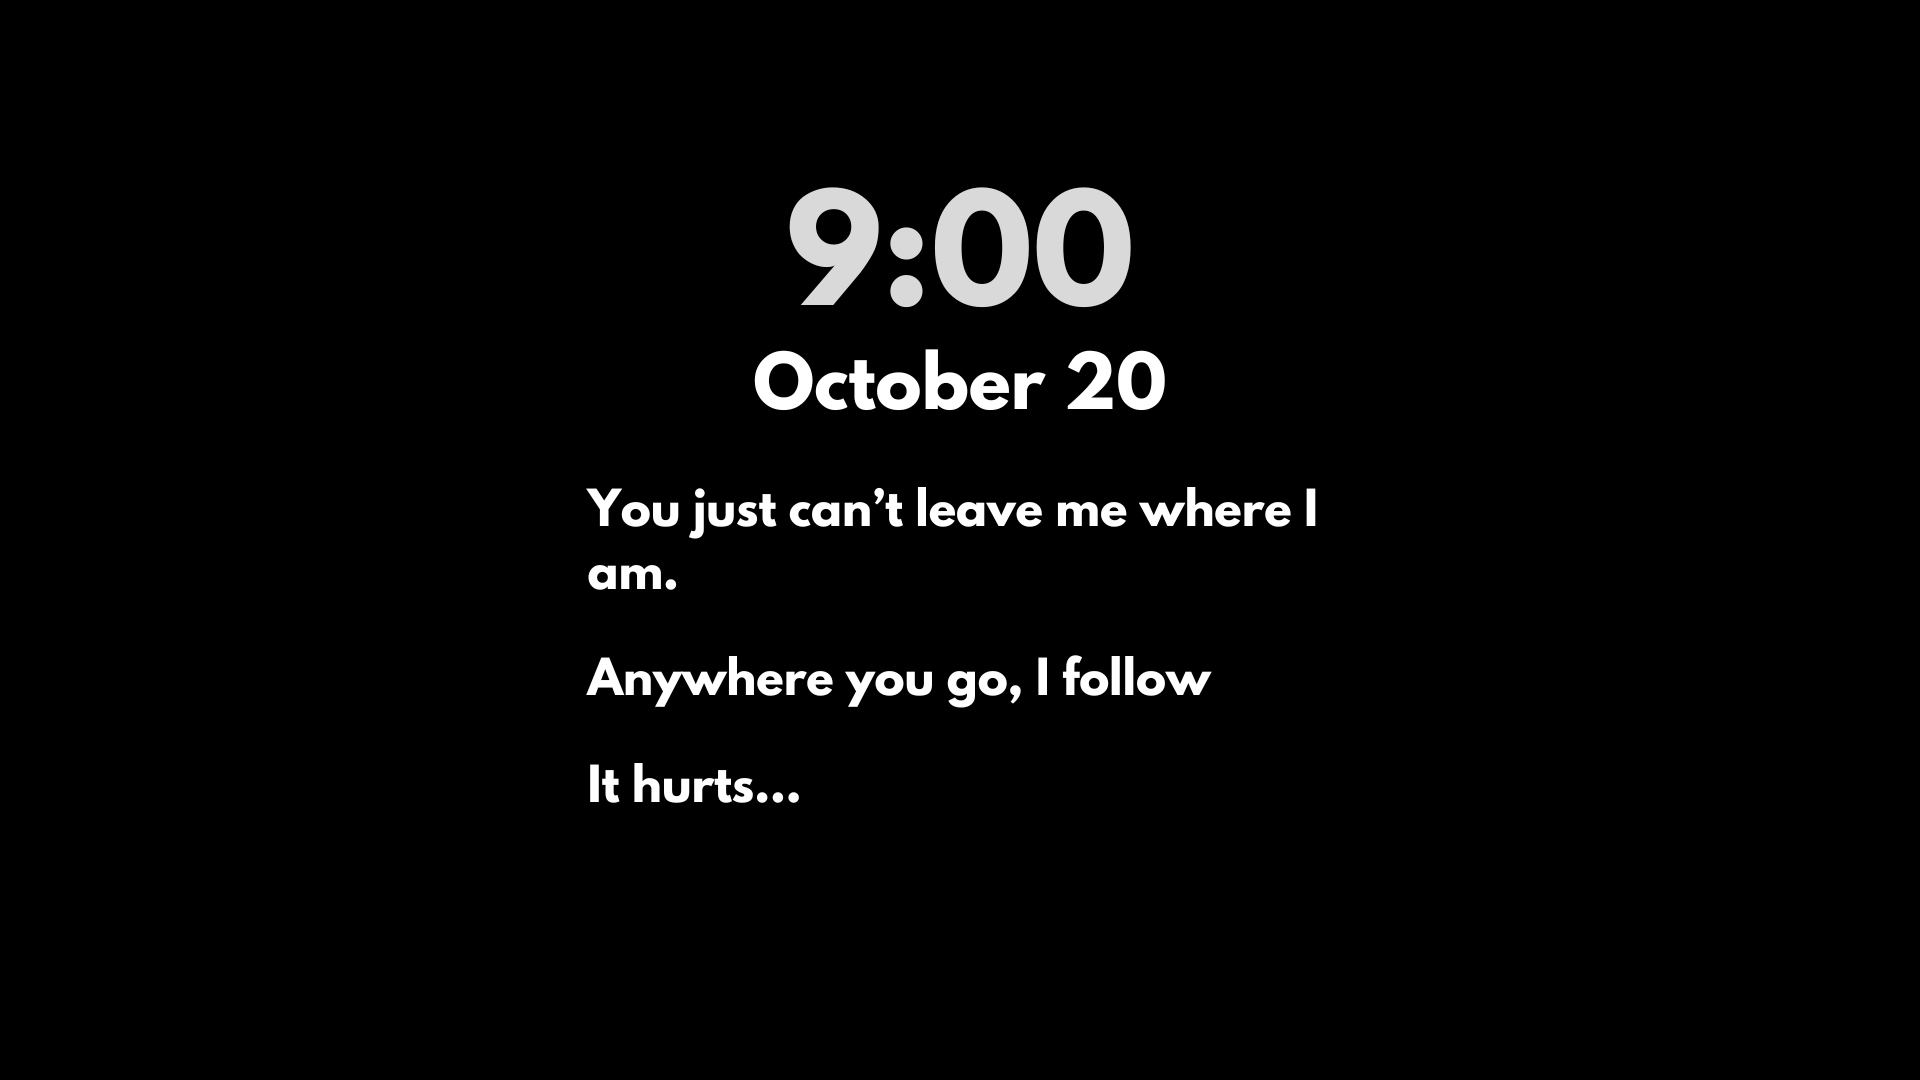 9:00
October 20
You just can’t leave me where I
am.
Anywhere you go, I follow
It hurts...